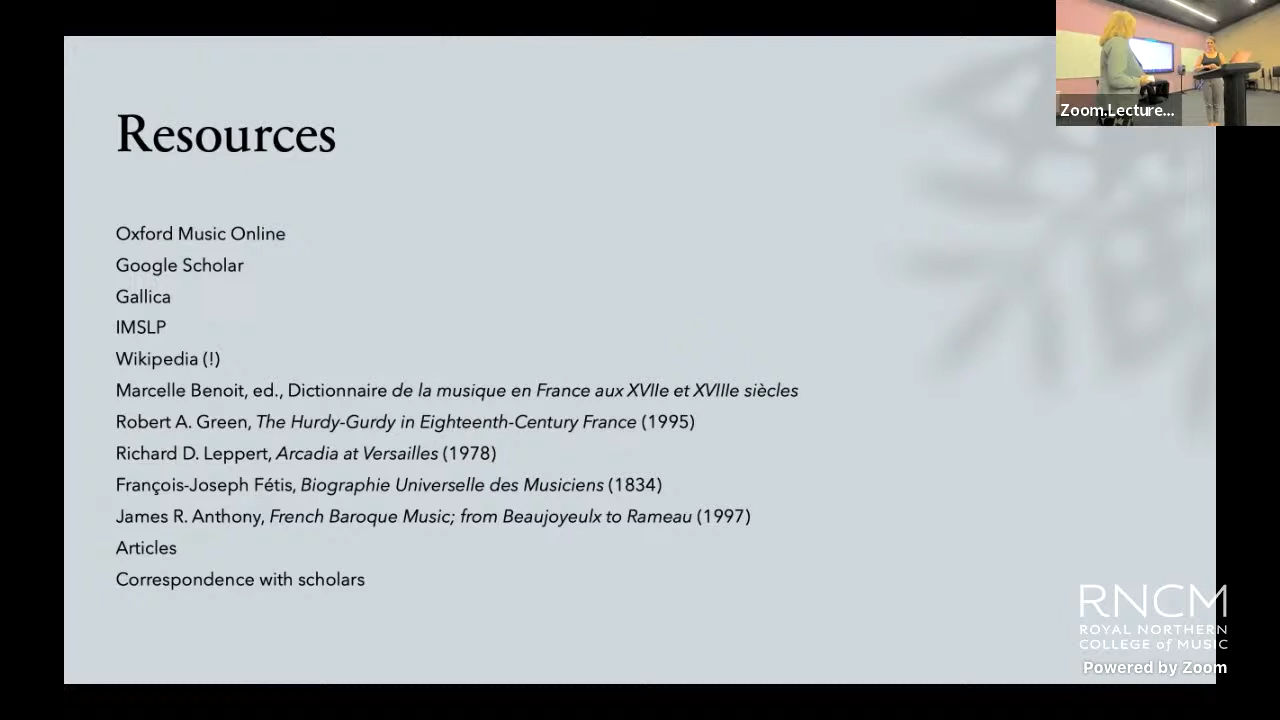 Resources
Zoom.Lecture...
Oxford Music Online
Google Scholar
Gallica
IMSLP
Wikipedia (!)
Marcelle Benoit, ed., Dictionnaire de la musique en France aux XVIIe et XVIIIe siècles
Robert A. Green, The Hurdy-Gurdy in Eighteenth-Century France (1995)
Richard D. Leppert, Arcadia at Versailles (1978)
François-Joseph Fétis, Biographie Universelle des Musiciens (1834)
James R. Anthony, French Baroque Music; from Beaujoyeulx to Rameau (1997)
Articles
Correspondence with scholars
RNCM
ROYAL NORTHERN
COLLEGE of MUSIC
Powered by Zoom